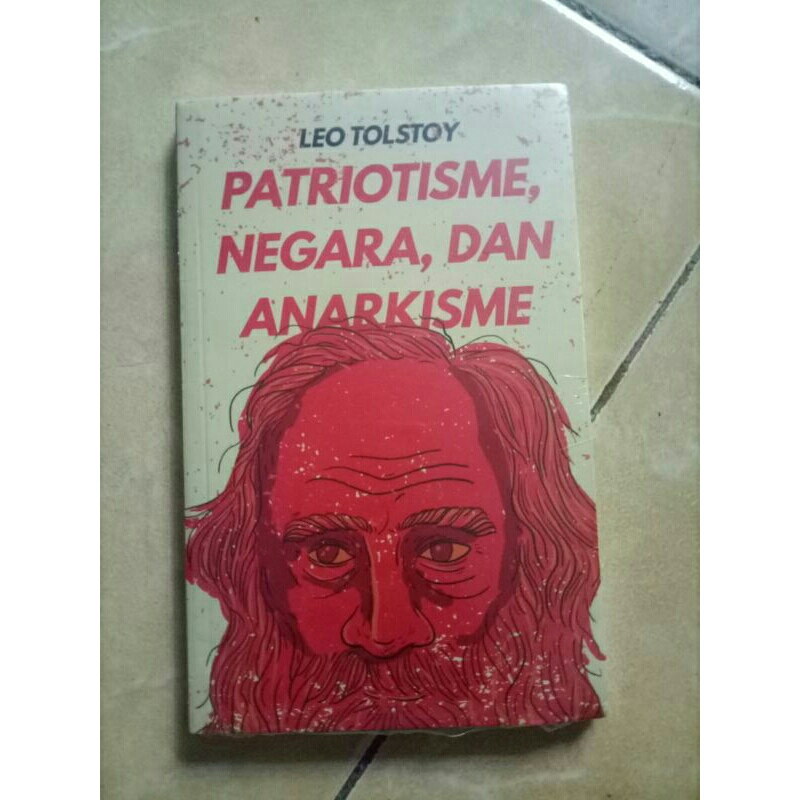 LEO TOLSTOY
PATRIOTISME,
NEGARA, DAN
ANARKISME